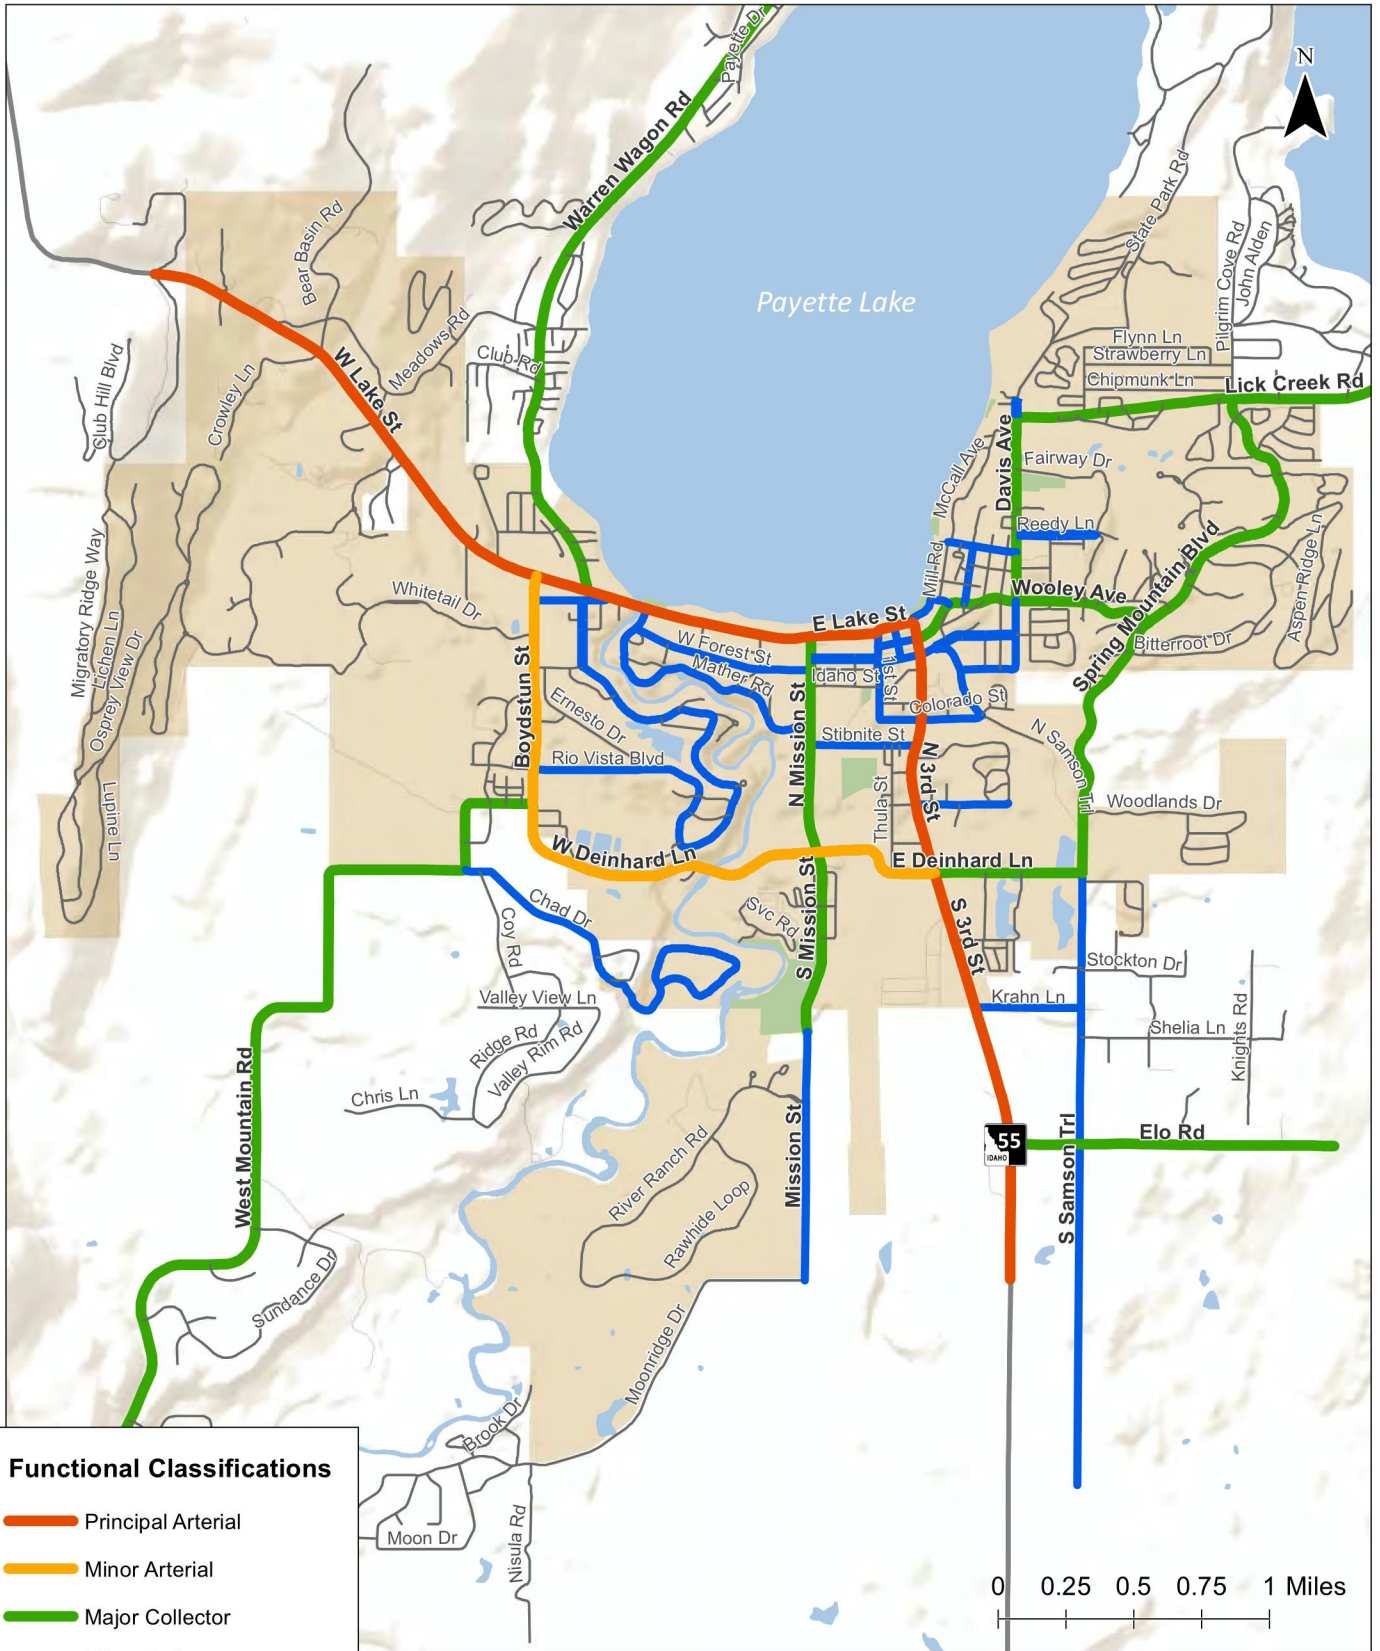 Payette Dr
N
Warren Wagon Rd
State Park Rd
Bear Basin Rd
Pilgrim Cove Rd
John Alden
Payette Lake
Meadows Rd
Flynn Ln
Strawberry Ln
Club Rd
Chipmunk Ln
Lick Creek Rd
W Lake St
Club Hill Blvd
Crowley Ln
McCall Ave
Davis Ave
Fairway Dr
Reedy Ln
Spring Mountain Blvd
Aspen Ridge Ln
Migratory Ridge Way
Lichen Ln
Osprey View Dr
Whitetail Dr
Mill Rd
Wooley Ave
E Lake St
W Forest St
Bitterroot Dr
Mather Rd
Idaho St
1st St
Boydstun St
Ernesto Dr
N Mission St
Colorado St
Stibnite St
N Samson Trl
Rio Vista Blvd
N 3rd St
Thula St
Woodlands Dr
Lupine Ln
W Deinhard Ln
E Deinhard Ln
Chad Dr
Svc Rd
S Mission St
S 3rd St
Coy Rd
Stockton Dr
Valley View Ln
Krahn Ln
Ridge Rd
Valley Rim Rd
Shelia Ln
Knights Rd
Chris Ln
West Mountain Rd
Mission St
River Ranch Rd
Rawhide Loop
55
IDAHO
Elo Rd
S Samson Trl
Sundance Dr
Moonridge Dr
Brook Dr
Moon Dr
Nisula Rd
Functional Classifications
Principal Arterial
Minor Arterial
Major Collector
0 0.25 0.5 0.75 1 Miles